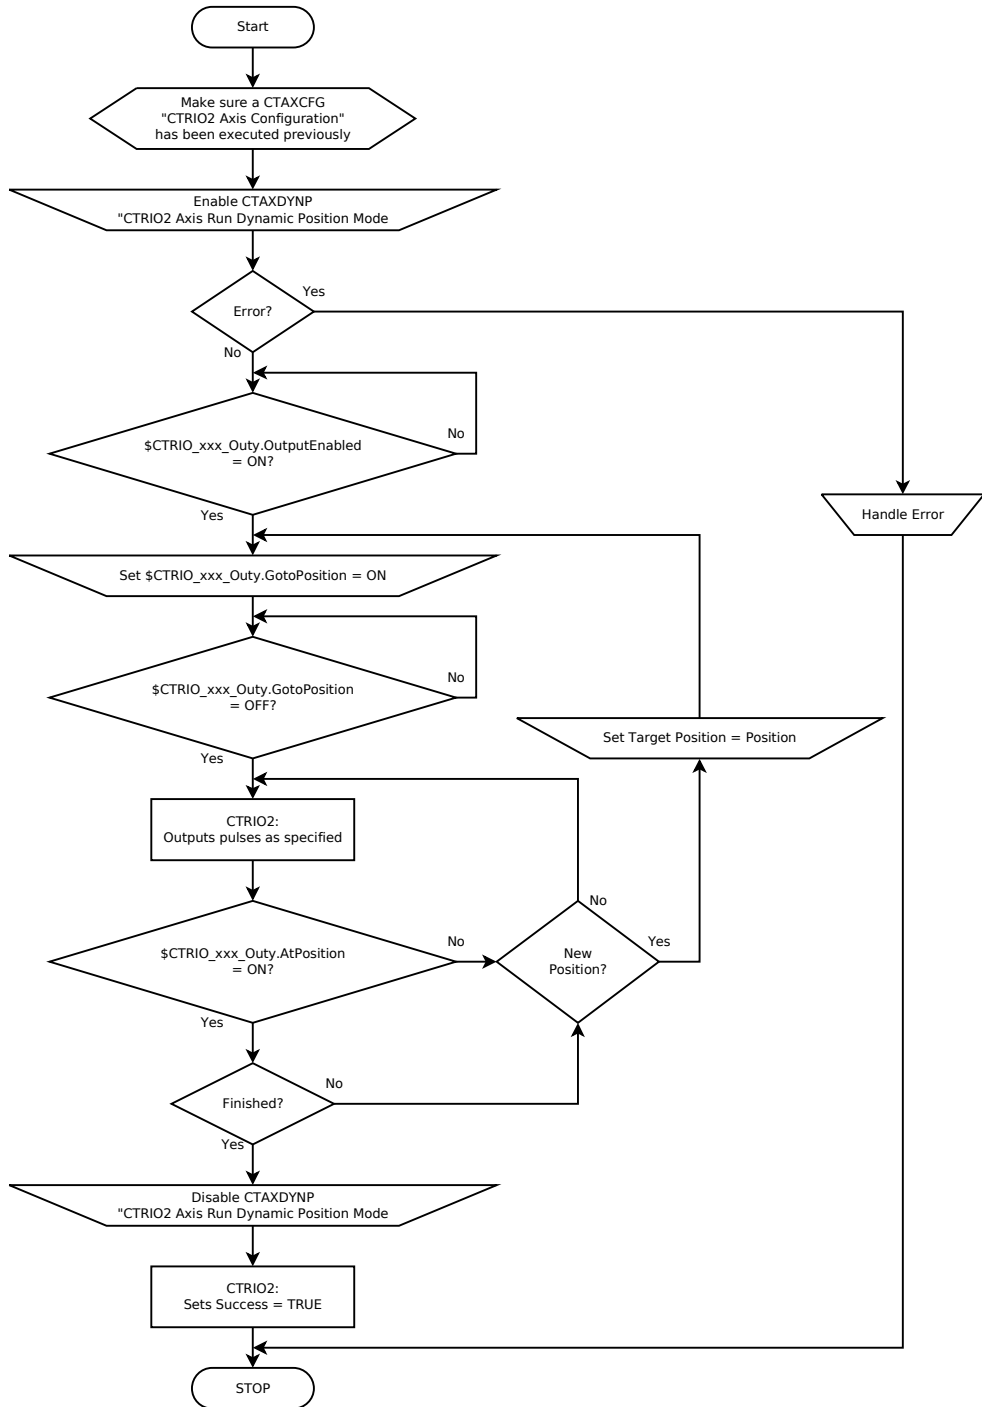 Start
Make sure a CTAXCFG
"CTRIO2 Axis Configuration"
has been executed previously
Enable CTAXDYNP
"CTRIO2 Axis Run Dynamic Position Mode
Error?
Yes
No
$CTRIO_xxx_Outy.OutputEnabled
= ON?
No
Yes
Handle Error
Set $CTRIO_xxx_Outy.GotoPosition = ON
$CTRIO_xxx_Outy.GotoPosition
= OFF?
No
Yes
Set Target Position = Position
CTRIO2:
Outputs pulses as specified
$CTRIO_xxx_Outy.AtPosition
= ON?
No
Yes
New
Position?
No
Yes
Finished?
No
Yes
Disable CTAXDYNP
"CTRIO2 Axis Run Dynamic Position Mode
CTRIO2:
Sets Success = TRUE
STOP